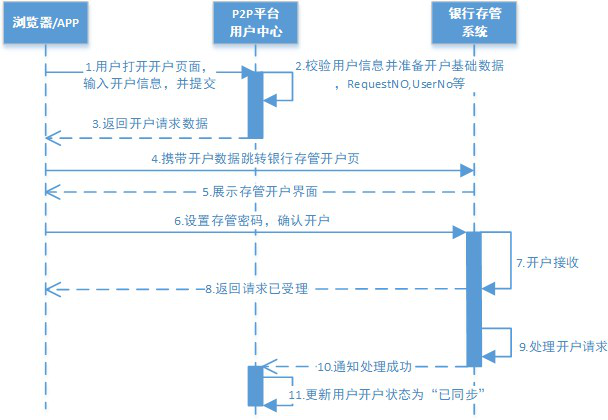 浏览器/APP
P2P平台
用户中心
银行存管
系统
1.用户打开开户页面，
输入开户信息，并提交
2.校验用户信息并准备开户基础数据
，RequestNO,UserNo等
3.返回开户请求数据
4.携带开户数据跳转银行存管开户页
5.展示存管开户界面
6.设置存管密码，确认开户
7.开户接收
8.返回请求已受理
9.处理开户请求
10.通知处理成功
11.更新用户开户状态为“已同步”